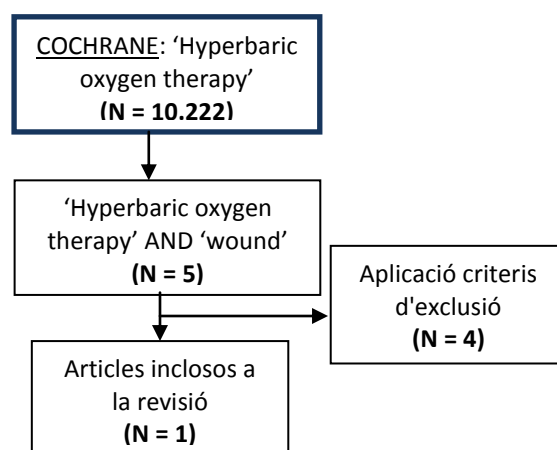 COCHRANE: ‘Hyperbaric
oxygen therapy’
(N = 10.222)
‘Hyperbaric oxygen
therapy’ AND ‘wound’
(N = 5)
Aplicació criteris
d'exclusió
(N = 4)
Articles inclosos a
la revisió
(N = 1)